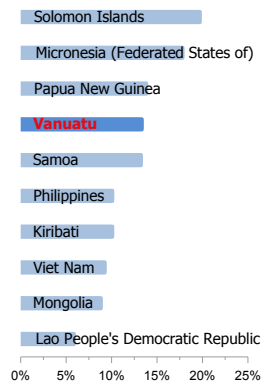 Solomon Islands
Micronesia (Federated States of)
Papua New Guinea
Vanuatu
Samoa
Philippines
Kiribati
Viet Nam
Mongolia
Lao People's Democratic Republic
0% 5% 10% 15% 20% 25%